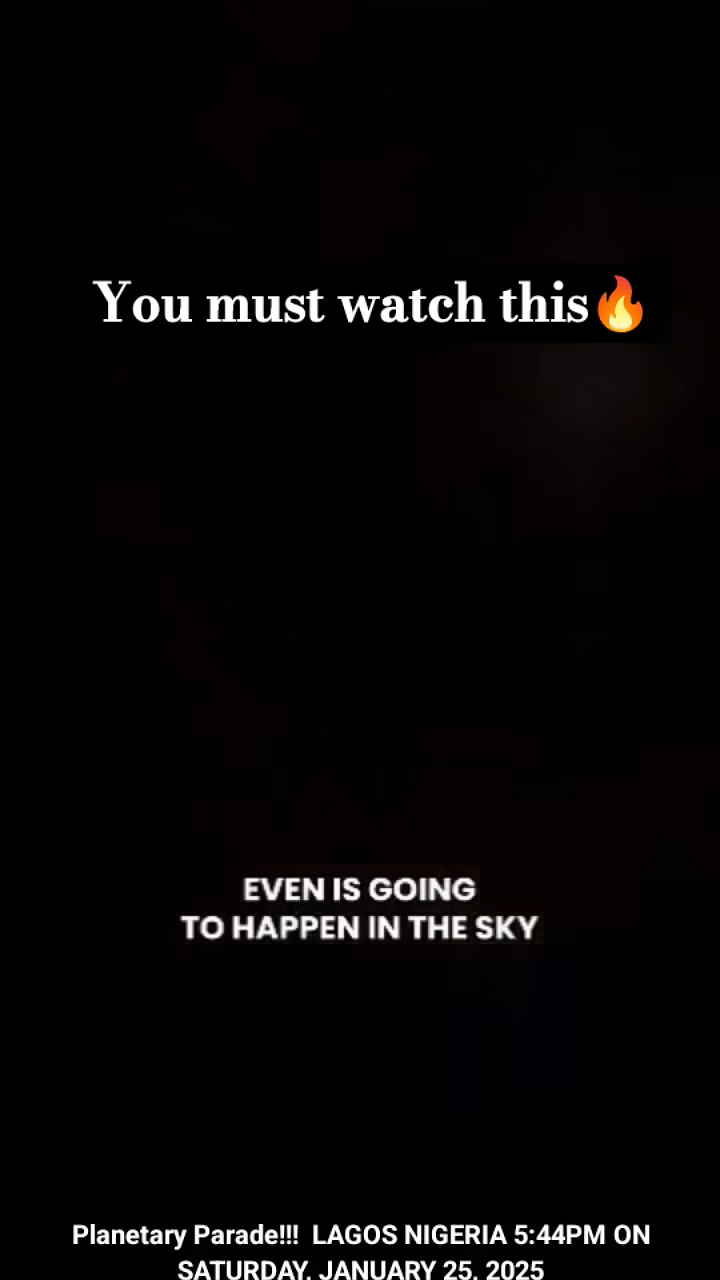 You must watch this🔥
EVEN IS GOING
TO HAPPEN IN THE SKY
Planetary Parade!!! LAGOS NIGERIA 5:44PM ON
SATURDAY, JANUARY 25, 2025